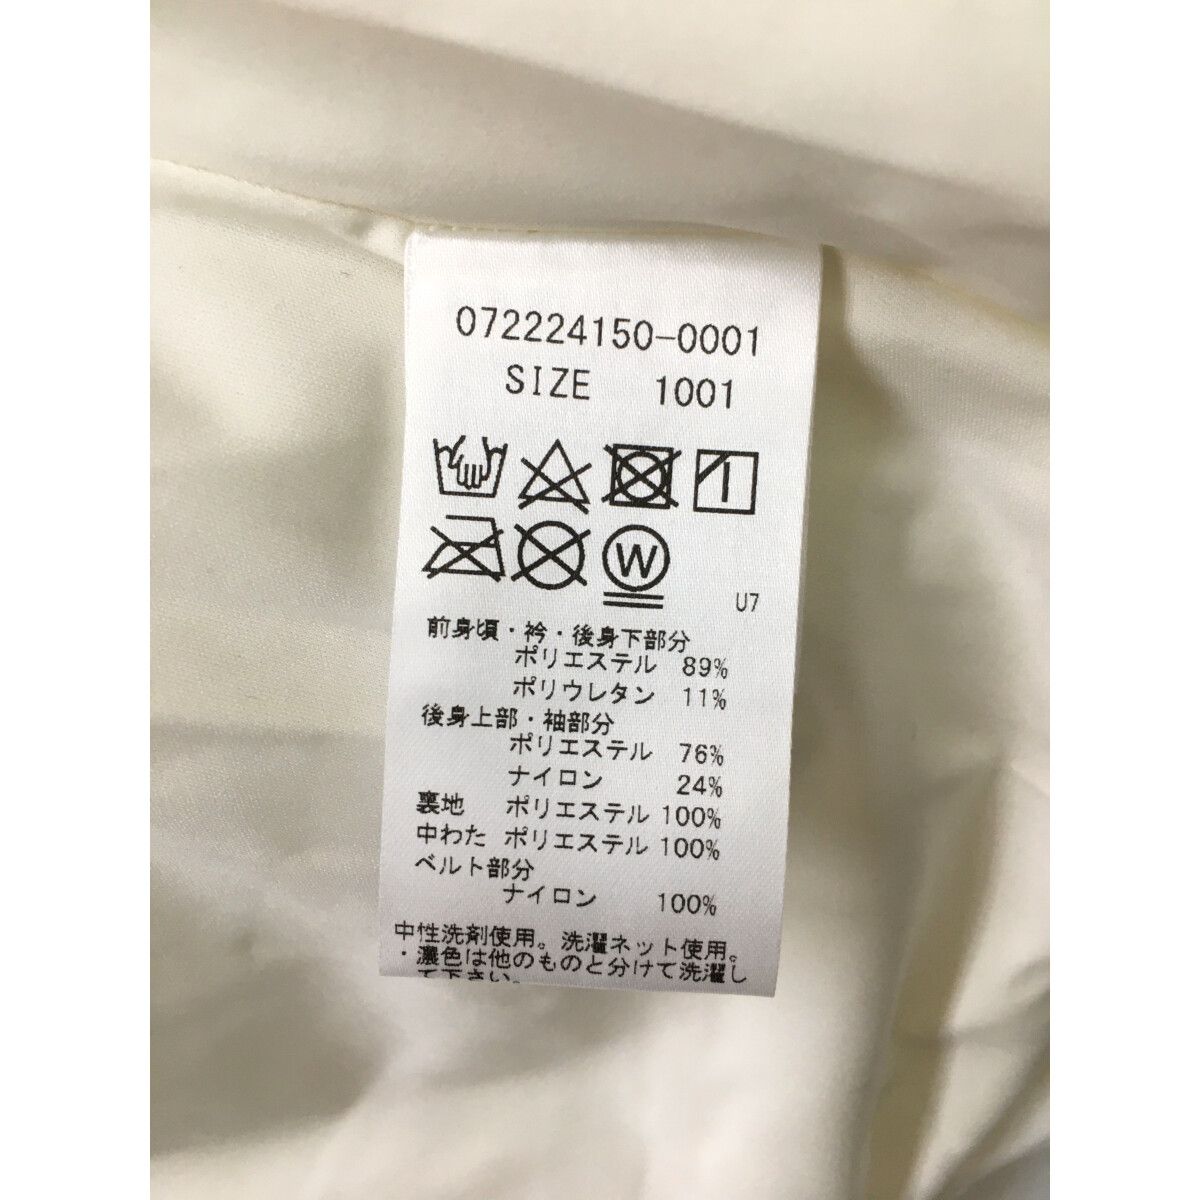 072224150-0001
SIZE 1001
W
U7
前身頃・衿・後身下部分
ポリエステル 89%
ポリウレタン 11%
後身上部・袖部分
ポリエステル 76%
ナイロン 24%
裏地 ポリエステル 100%
中わた ポリエステル 100%
ベルト部分
ナイロン 100%
中性洗剤使用。洗濯ネット使用。
・濃色は他のものと分けて洗濯し
て下さい。